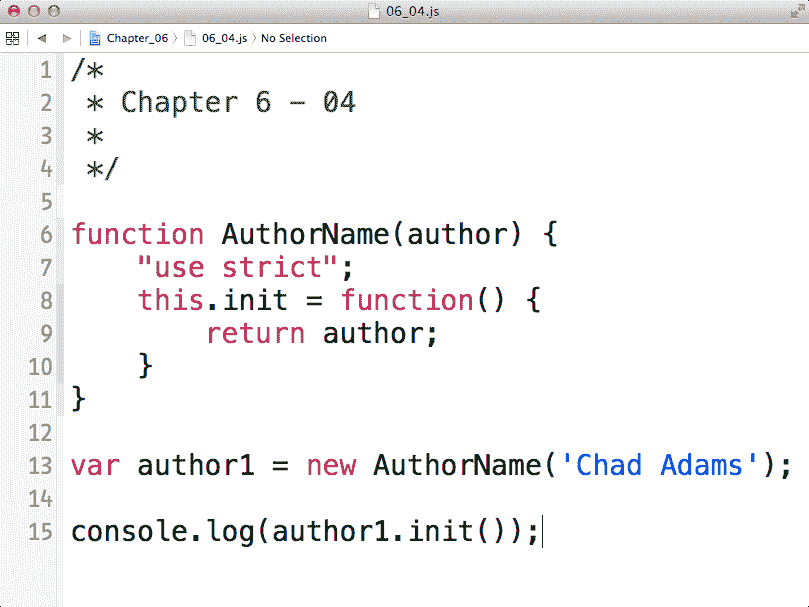 06_04.js
Chapter_06 〉 06_04.js 〉 No Selection
1 /*
2  * Chapter 6 – 04
3  *
4  */
5
6 function AuthorName(author) {
7     "use strict";
8     this.init = function() {
9         return author;
10     }
11 }
12
13 var author1 = new AuthorName('Chad Adams');
14
15 console.log(author1.init());